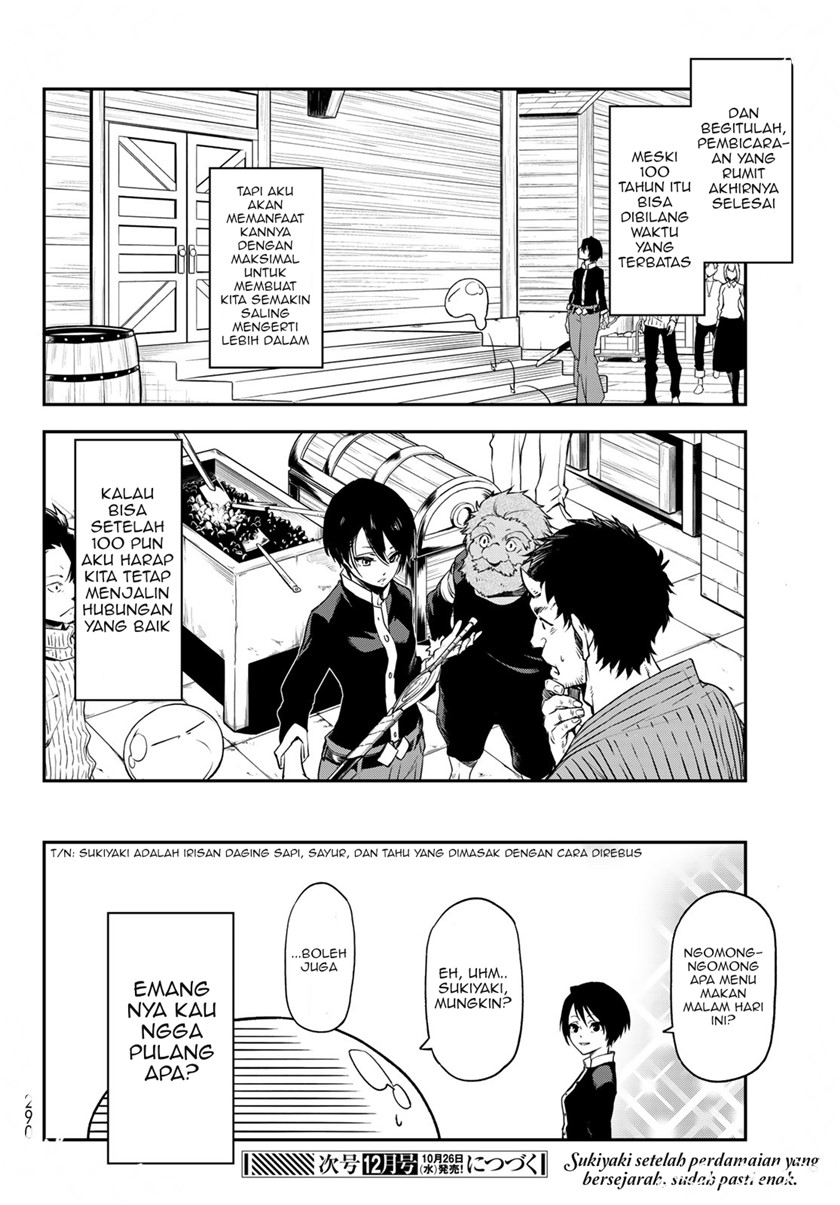 DAN
BEGITULAH,
PEMBICARA-
AN YANG
RUMIT
AKHIRNYA
SELESAI
MESKI
100
TAHUN ITU
BISA
DIBILANG
WAKTU
YANG
TERBATAS
TAPI AKU
AKAN
MEMANFAAT
KANNYA
DENGAN
MAKSIMAL
UNTUK
MEMBUAT
KITA SEMAKIN
SALING
MENGERTI
LEBIH DALAM
KALAU
BISA
SETELAH
100 PUN
AKU HARAP
KITA TETAP
MENJALIN
HUBUNGAN
YANG BAIK
T/N: SUKIYAKI ADALAH IRISAN DAGING SAPI, SAYUR, DAN TAHU YANG DIMASAK DENGAN CARA DIREBUS
NGOMONG-
NGOMONG
APA MENU
MAKAN
MALAM HARI
INI?
EH, UHM..
SUKIYAKI,
MUNGKIN?
...BOLEH
JUGA
EMANG
NYA KAU
NGGA
PULANG
APA?
290
次号12月号10月26日(水)発売!につづく
Sukiyaki setelah perdamaian yang
bersejarah, sudah pasti enak.